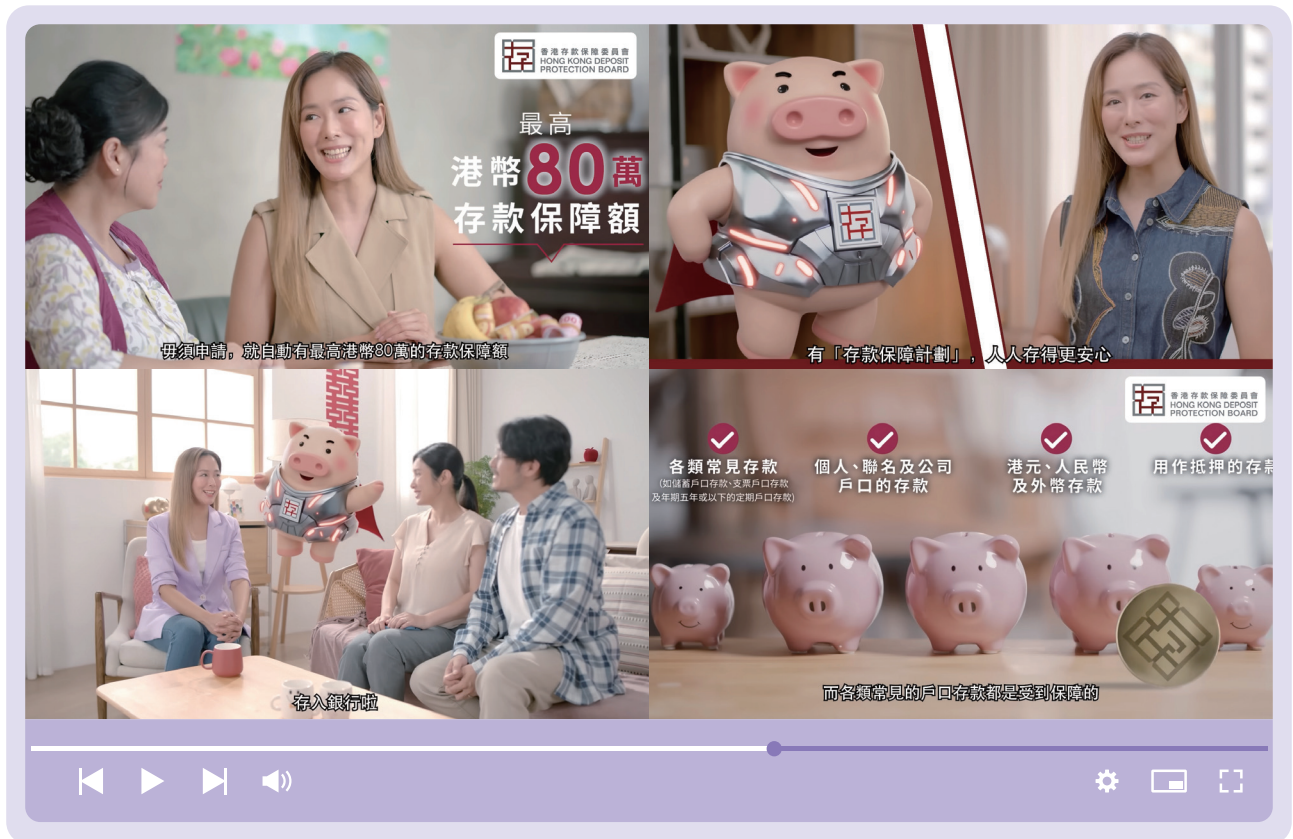 香港存款保障委員會
HONG KONG DEPOSIT
PROTECTION BOARD
最高
港幣80萬
存款保障額
毋須申請，就自動有最高港幣80萬的存款保障額
存
有「存款保障計劃」，人人存得更安心
囍
囍
存
存入銀行啦
香港存款保障委員會
HONG KONG DEPOSIT
PROTECTION BOARD
各類常見存款
(如儲蓄戶口存款、支票戶口存款
及年期五年或以下的定期戶口存款)
個人、聯名及公司
戶口的存款
港元、人民幣
及外幣存款
用作抵押的存款
而各類常見的戶口存款都是受到保障的